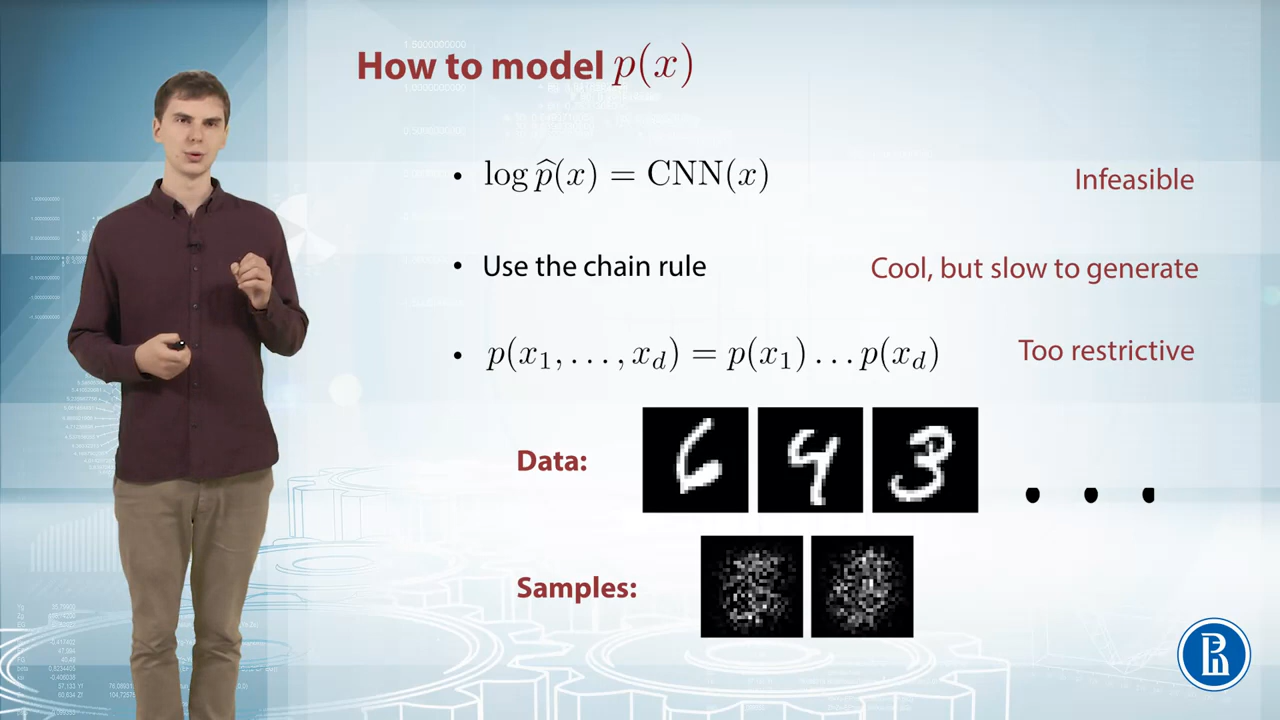 How to model p(x)
• log p̂(x) = CNN(x) Infeasible
• Use the chain rule Cool, but slow to generate
• p(x₁, . . . , x_d) = p(x₁) . . . p(x_d) Too restrictive
Data: 6 4 3 . . .
Samples: